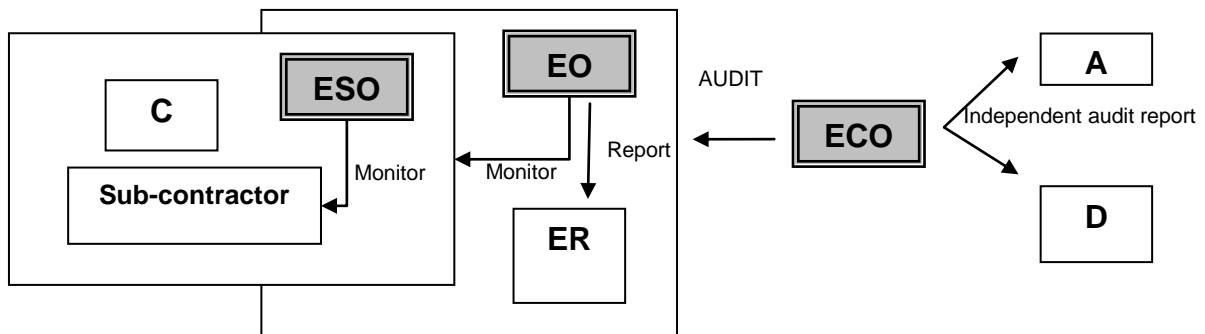 EO
ESO
C
AUDIT
A
Independent audit report
ECO
Report
Monitor
Monitor
Sub-contractor
ER
D